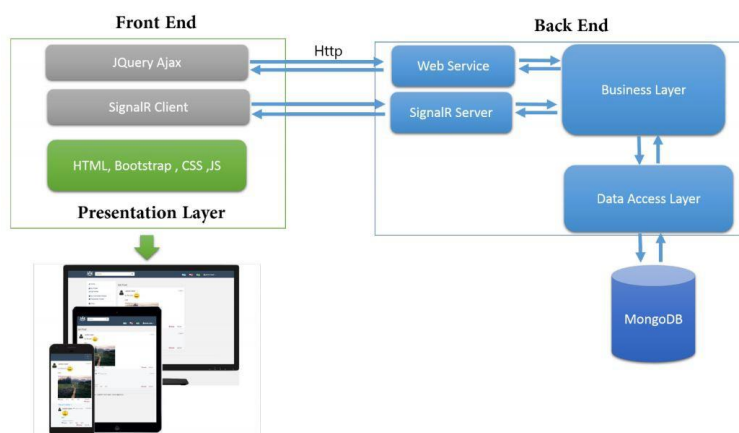 Front End
Back End
JQuery Ajax
Http
Web Service
Business Layer
SignalR Client
SignalR Server
HTML, Bootstrap , CSS ,JS
Data Access Layer
Presentation Layer
MongoDB